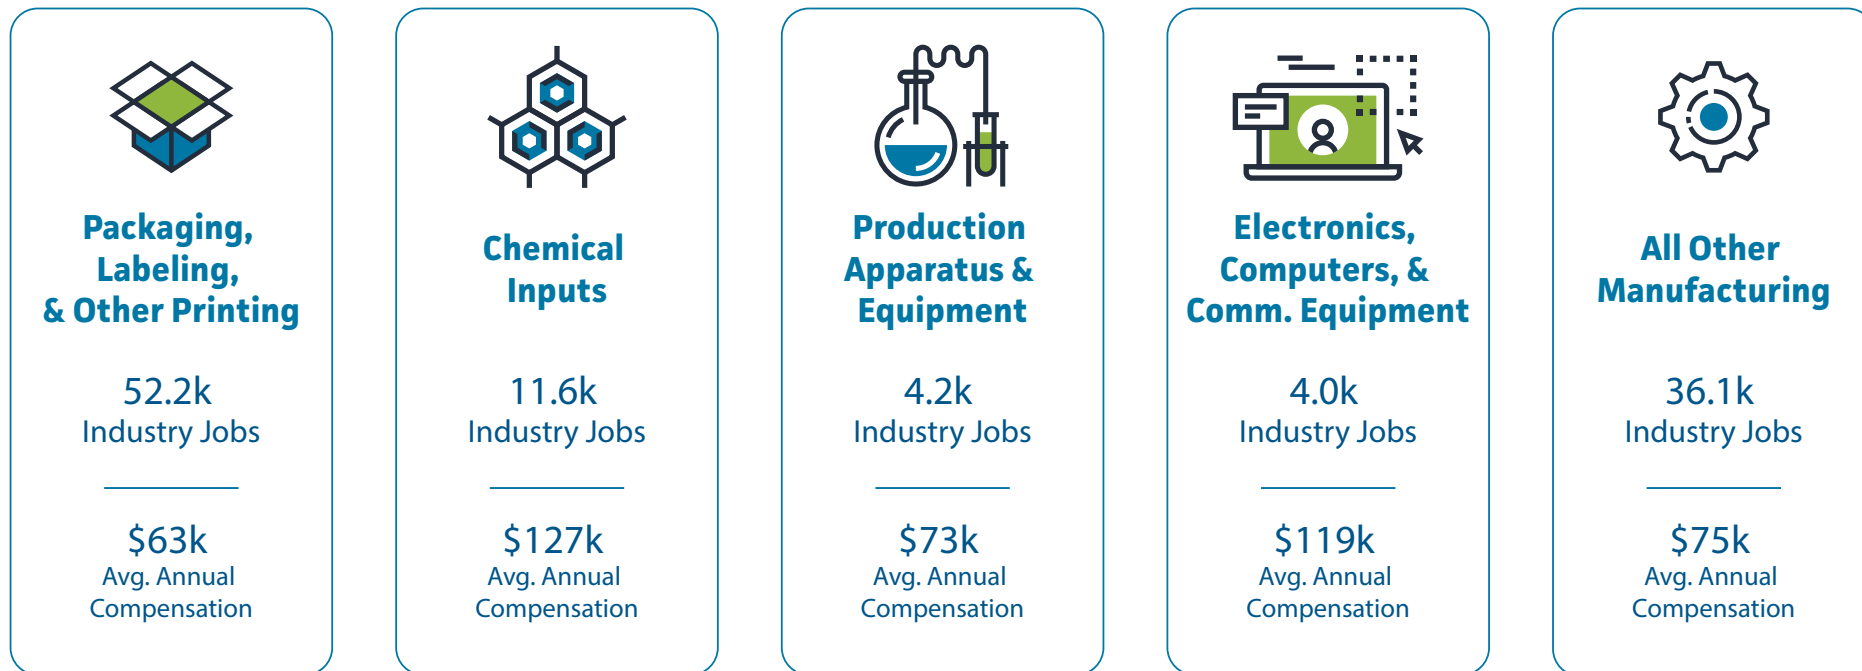 Packaging,
Labeling,
& Other Printing
52.2k
Industry Jobs
$63k
Avg. Annual
Compensation
Chemical
Inputs
11.6k
Industry Jobs
$127k
Avg. Annual
Compensation
Production
Apparatus &
Equipment
4.2k
Industry Jobs
$73k
Avg. Annual
Compensation
Electronics,
Computers, &
Comm. Equipment
4.0k
Industry Jobs
$119k
Avg. Annual
Compensation
All Other
Manufacturing
36.1k
Industry Jobs
$75k
Avg. Annual
Compensation